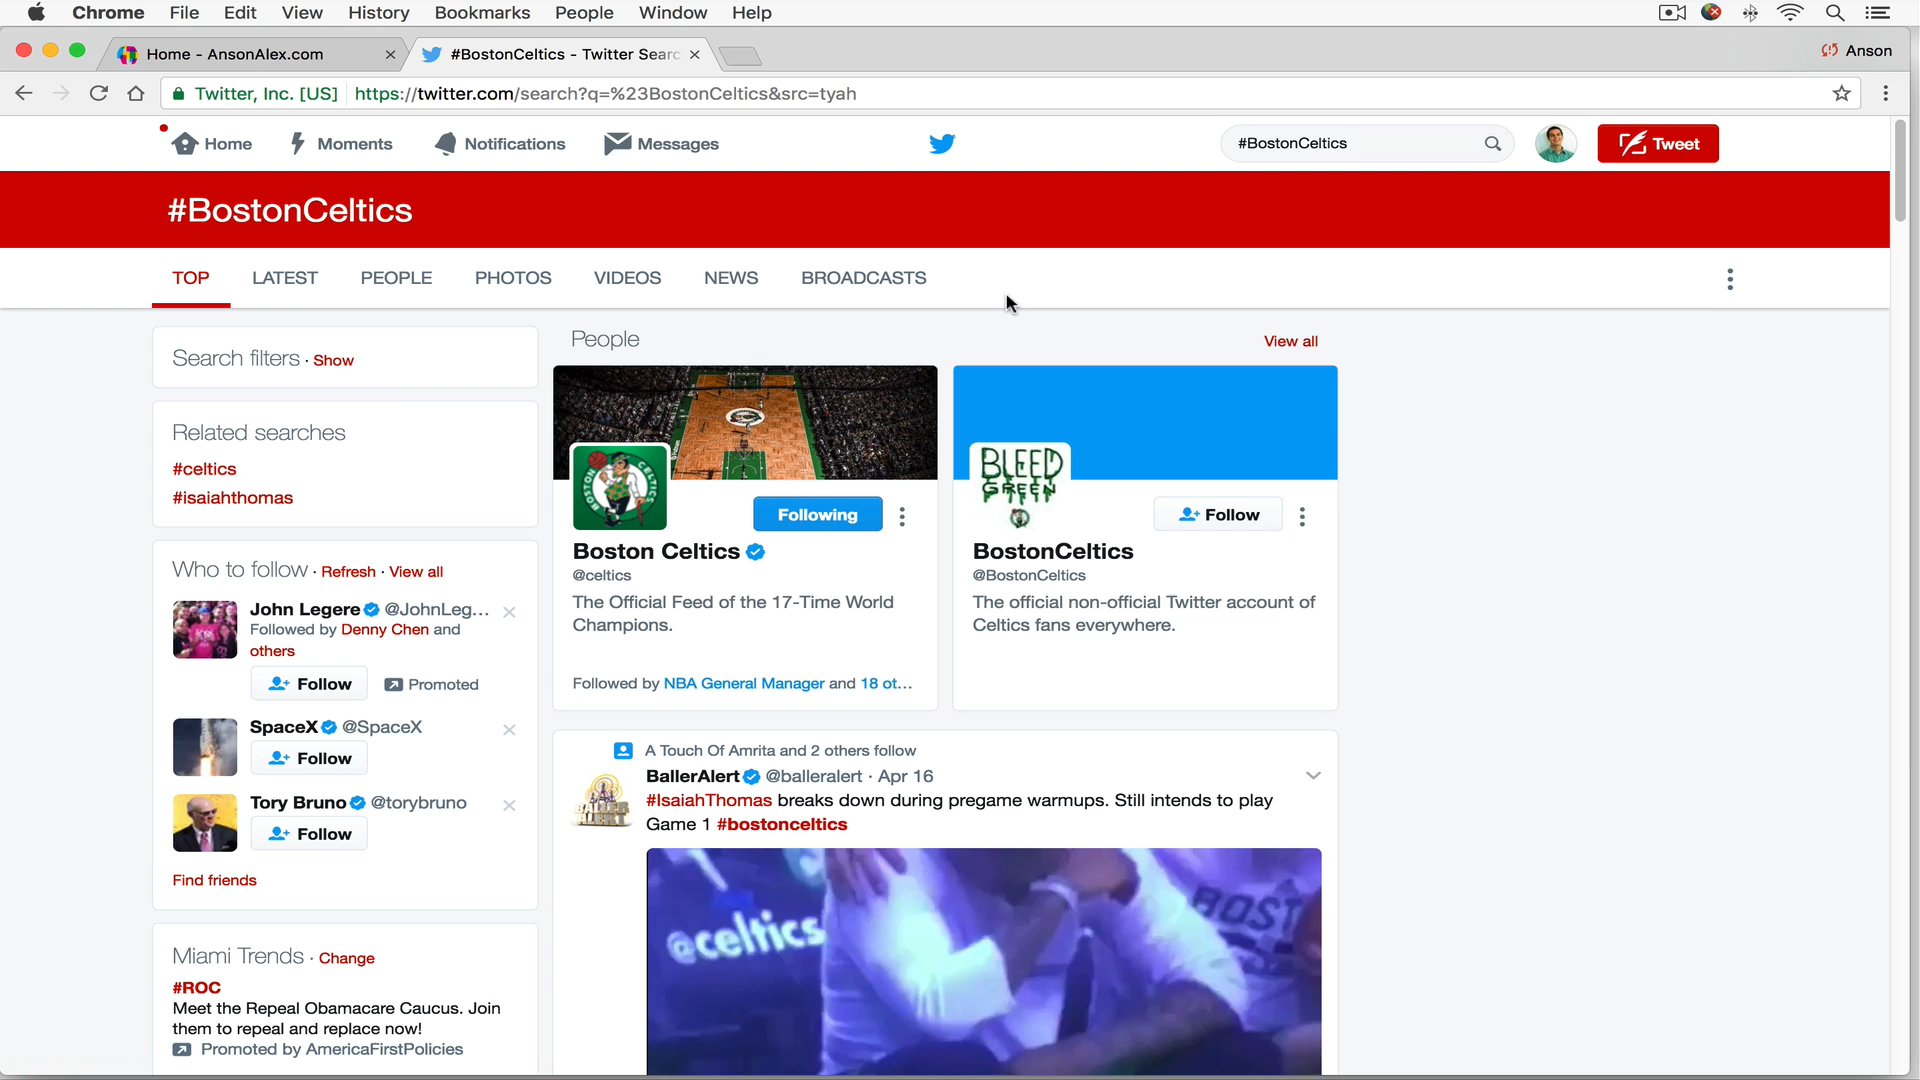 Chrome File Edit View History Bookmarks People Window Help
Home - AnsonAlex.com
#BostonCeltics - Twitter Searc
Anson
Twitter, Inc. [US] https://twitter.com/search?q=%23BostonCeltics&src=tyah
Home Moments Notifications Messages
#BostonCeltics
Tweet
#BostonCeltics
TOP LATEST PEOPLE PHOTOS VIDEOS NEWS BROADCASTS
Search filters · Show
Related searches
#celtics
#isaiahthomas
Who to follow · Refresh · View all
John Legere @JohnLeg...
Followed by Denny Chen and
others
Follow Promoted
SpaceX @SpaceX
Follow
Tory Bruno @torybruno
Follow
Find friends
Miami Trends · Change
#ROC
Meet the Repeal Obamacare Caucus. Join
them to repeal and replace now!
Promoted by AmericaFirstPolicies
People
View all
BOSTON CELTICS
Following
Boston Celtics
@celtics
The Official Feed of the 17-Time World
Champions.
Followed by NBA General Manager and 18 ot...
BLEED
GREEN
Follow
BostonCeltics
@BostonCeltics
The official non-official Twitter account of
Celtics fans everywhere.
A Touch Of Amrita and 2 others follow
BALLER
ALERT
BallerAlert @balleralert · Apr 16
#IsaiahThomas breaks down during pregame warmups. Still intends to play
Game 1 #bostonceltics
@celtics
BOST